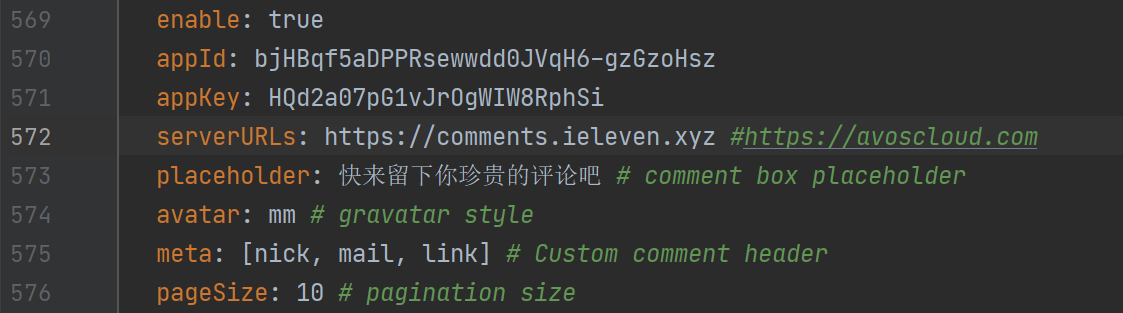 569 enable: true
570 appId: bjHBqf5aDPPRsewwdd0JVqH6-gzGzoHsz
571 appKey: HQd2a07pG1vJrOgWIW8RphSi
572 serverURLs: https://comments.ieleven.xyz #https://avoscloud.com
573 placeholder: 快来留下你珍贵的评论吧 # comment box placeholder
574 avatar: mm # gravatar style
575 meta: [nick, mail, link] # Custom comment header
576 pageSize: 10 # pagination size